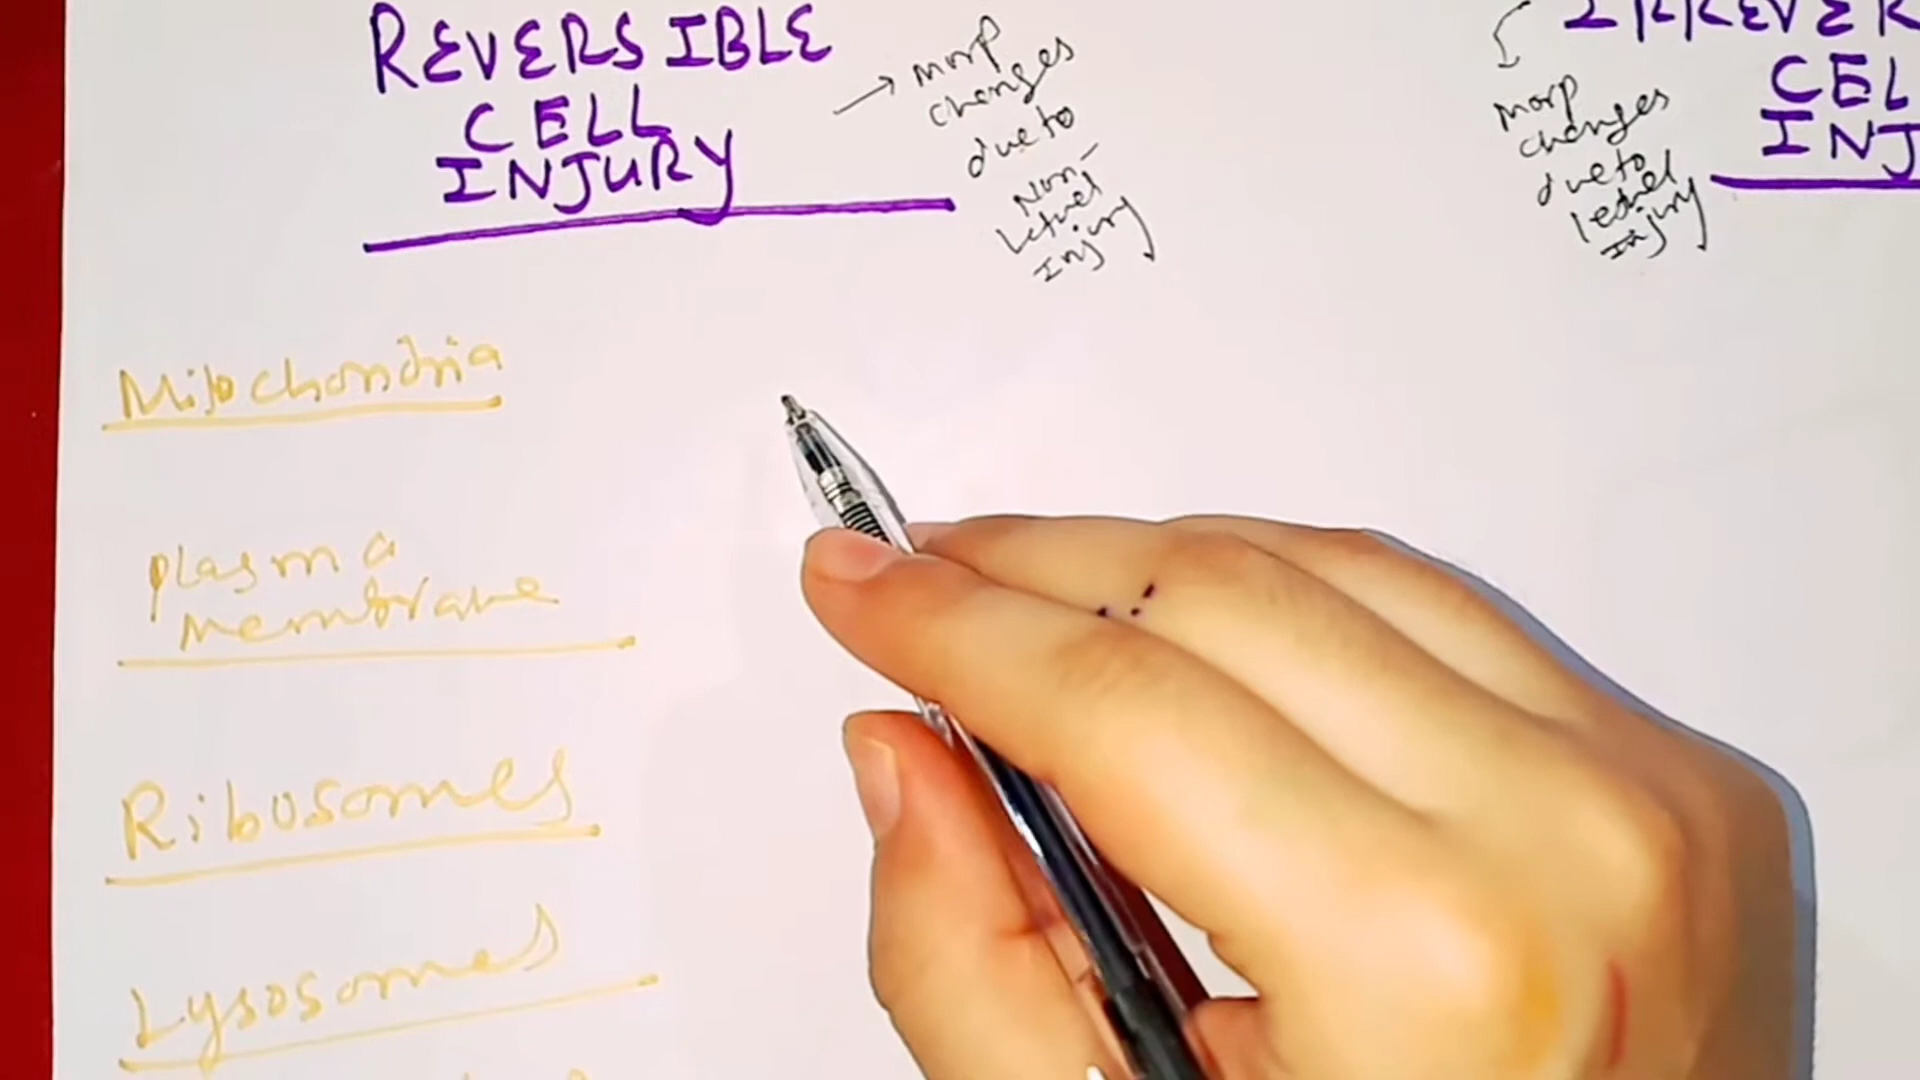 REVERSIBLE
CELL
INJURY
→ morp
changes
due to
Non-
Lethal
Injury
IRREVER
CEL
INJ
Morp
changes
due to
lethal
Injury
Mitochondria
plasma
membrane
Ribosomes
Lysosomes